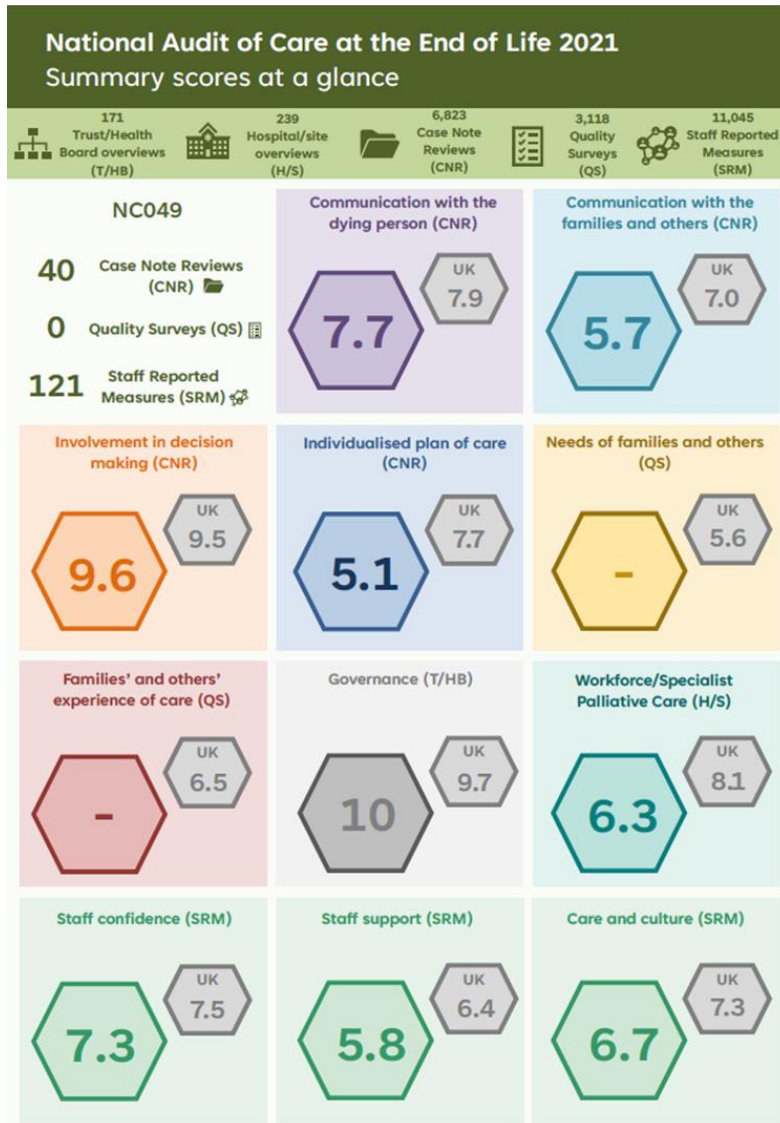 National Audit of Care at the End of Life 2021
Summary scores at a glance
171
Trust/Health
Board overviews
(T/HB)
239
Hospital/site
overviews
(H/S)
6,823
Case Note
Reviews
(CNR)
3,118
Quality
Surveys
(QS)
11,045
Staff Reported
Measures
(SRM)
NC049
40
Case Note Reviews
(CNR)
0
Quality Surveys (QS)
121
Staff Reported
Measures (SRM)
Communication with the
dying person (CNR)
7.7
UK
7.9
Communication with the
families and others (CNR)
5.7
UK
7.0
Involvement in decision
making (CNR)
9.6
UK
9.5
Individualised plan of care
(CNR)
5.1
UK
7.7
Needs of families and others
(QS)
-
UK
5.6
Families' and others'
experience of care (QS)
-
UK
6.5
Governance (T/HB)
10
UK
9.7
Workforce/Specialist
Palliative Care (H/S)
6.3
UK
8.1
Staff confidence (SRM)
7.3
UK
7.5
Staff support (SRM)
5.8
UK
6.4
Care and culture (SRM)
6.7
UK
7.3